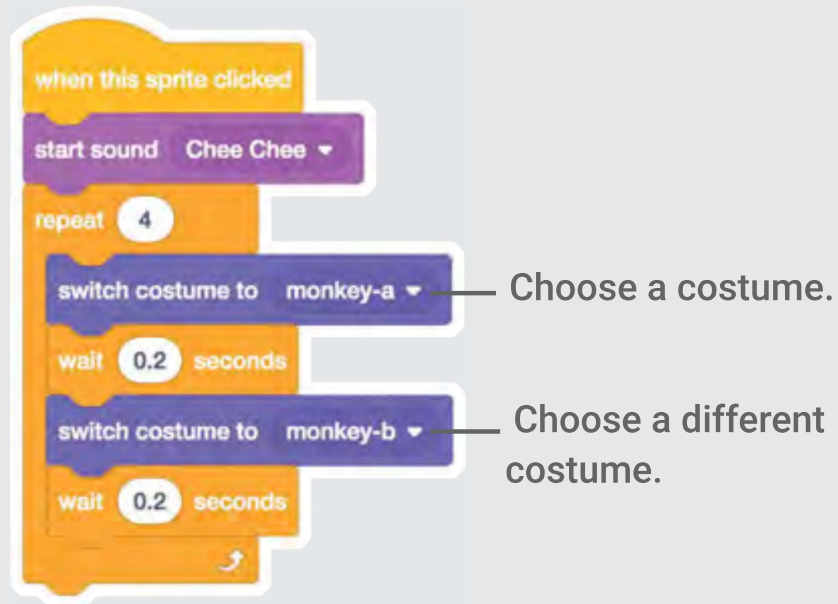 when this sprite clicked
start sound Chee Chee
repeat 4
switch costume to monkey-a
Choose a costume.
wait 0.2 seconds
switch costume to monkey-b
Choose a different
costume.
wait 0.2 seconds